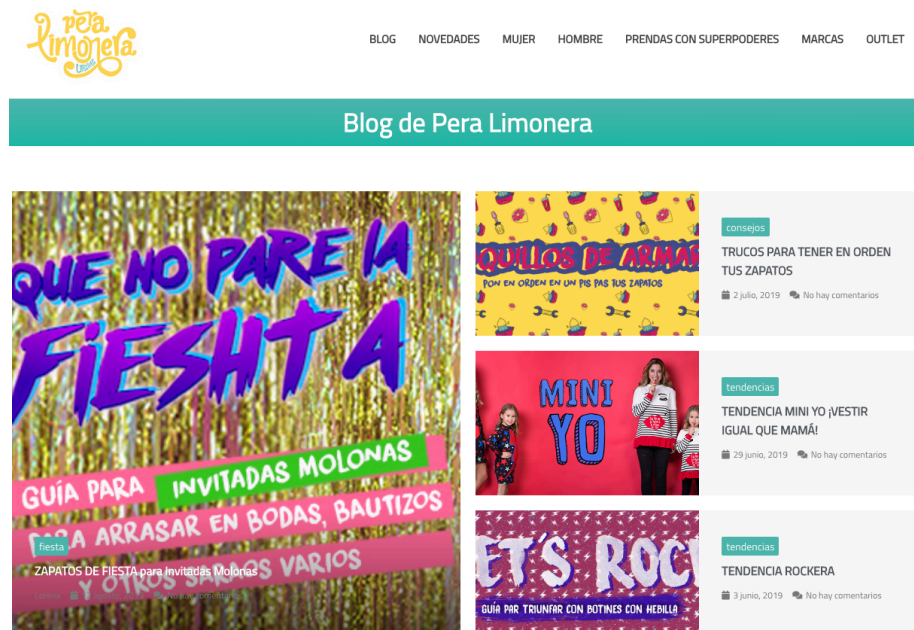 pera
limonera
BLOG NOVEDADES MUJER HOMBRE PRENDAS CON SUPERPODERES MARCAS OUTLET
Blog de Pera Limonera
QUE NO PARE lA
FiESHTA
GUÍA PARA INVITADAS MOLONAS
ARRASAR EN BODAS, BAUTIZOS
Y OTROS VARIOS
fiesta
ZAPATOS DE FIESTA para Invitadas Molonas
QUILLOS DE ARMAR
PON EN ORDEN EN UN PIS PAS TUS ZAPATOS
consejos
TRUCOS PARA TENER EN ORDEN
TUS ZAPATOS
2 julio, 2019 No hay comentarios
MINI
YO
tendencias
TENDENCIA MINI YO ¡VESTIR
IGUAL QUE MAMÁ!
29 junio, 2019 No hay comentarios
LET'S ROCK
GUÍA PAR TRIUNFAR CON BOTINES CON HEBILLA
tendencias
TENDENCIA ROCKERA
3 junio, 2019 No hay comentarios